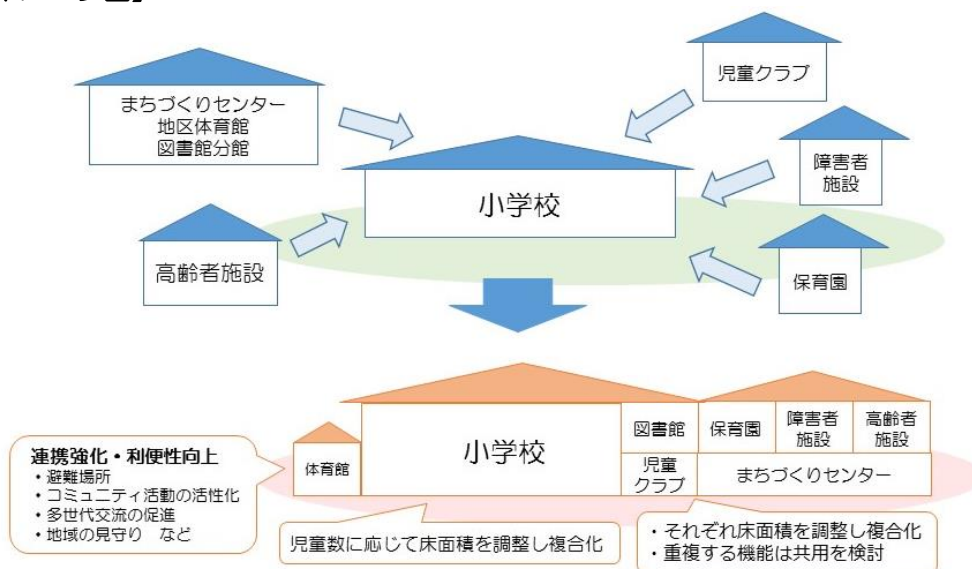 まちづくりセンター
地区体育館
図書館分館
児童クラブ
小学校
障害者
施設
高齢者施設
保育園
体育館
小学校
図書館
児童
クラブ
保育園
障害者
施設
高齢者
施設
まちづくりセンター
連携強化・利便性向上
・避難場所
・コミュニティ活動の活性化
・多世代交流の促進
・地域の見守り など
児童数に応じて床面積を調整し複合化
・それぞれ床面積を調整し複合化
・重複する機能は共用を検討